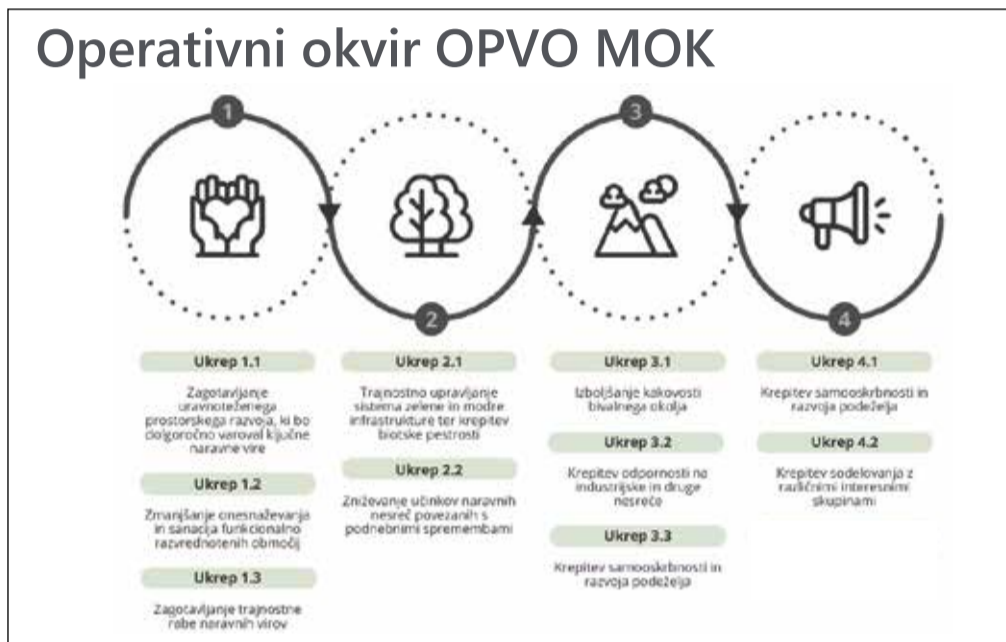 Operativni okvir OPVO MOK
1
Ukrep 1.1
Zagotavljanje
uravnoteženega
prostorskega razvoja, ki bo
dolgoročno varoval ključne
naravne vire
Ukrep 1.2
Zmanjšanje onesnaževanja
in sanacija funkcionalno
razvrednotenih območij
Ukrep 1.3
Zagotavljanje trajnostne
rabe naravnih virov
2
Ukrep 2.1
Trajnostno upravljanje
sistema zelene in modre
infrastrukture ter krepitev
biotske pestrosti
Ukrep 2.2
Zniževanje učinkov naravnih
nesreč povezanih s
podnebnimi spremembami
3
Ukrep 3.1
Izboljšanje kakovosti
bivalnega okolja
Ukrep 3.2
Krepitev odpornosti na
industrijske in druge
nesreče
Ukrep 3.3
Krepitev samooskrbnosti in
razvoja podeželja
4
Ukrep 4.1
Krepitev samooskrbnosti in
razvoja podeželja
Ukrep 4.2
Krepitev sodelovanja z
različnimi interesnimi
skupinami